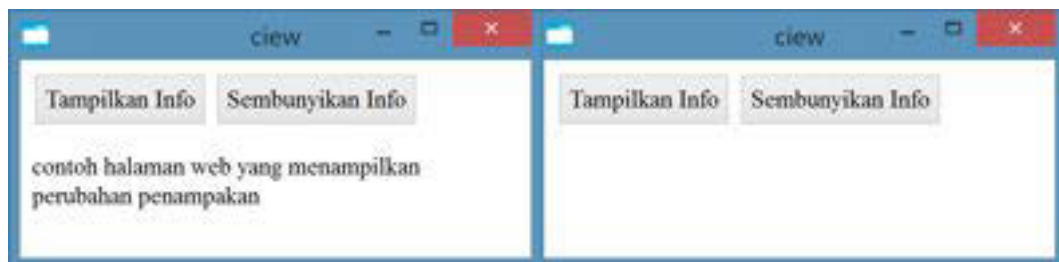 ciew
Tampilkan Info Sembunyikan Info
contoh halaman web yang menampilkan
perubahan penampakan
ciew
Tampilkan Info Sembunyikan Info